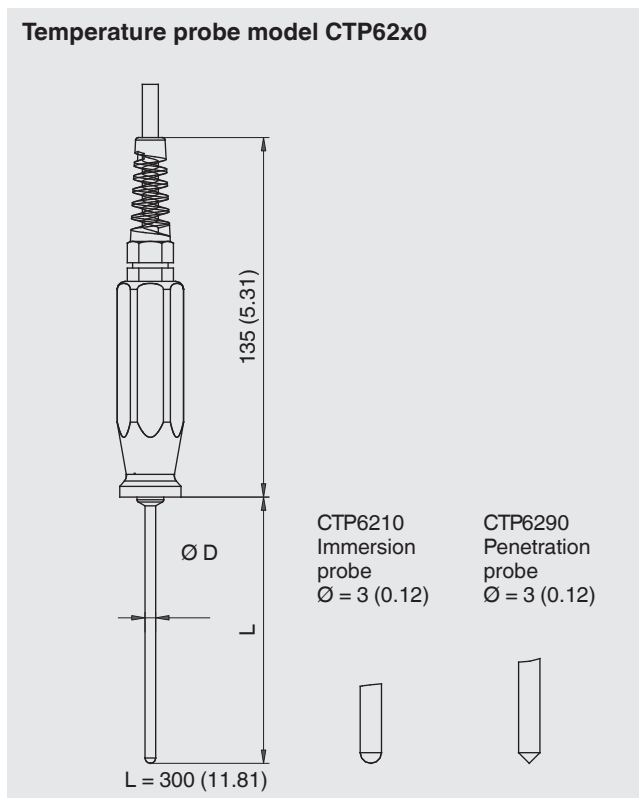 Temperature probe model CTP62x0
135 (5.31)
Ø D
L
L = 300 (11.81)
CTP6210
Immersion
probe
Ø = 3 (0.12)
CTP6290
Penetration
probe
Ø = 3 (0.12)